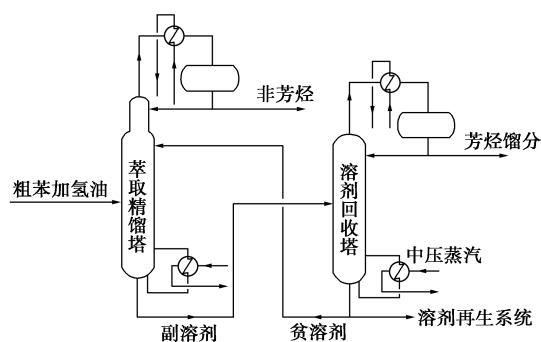 非芳烃
芳烃馏分
粗苯加氢油
萃取精馏塔
溶剂回收塔
中压蒸汽
副溶剂
贫溶剂
溶剂再生系统